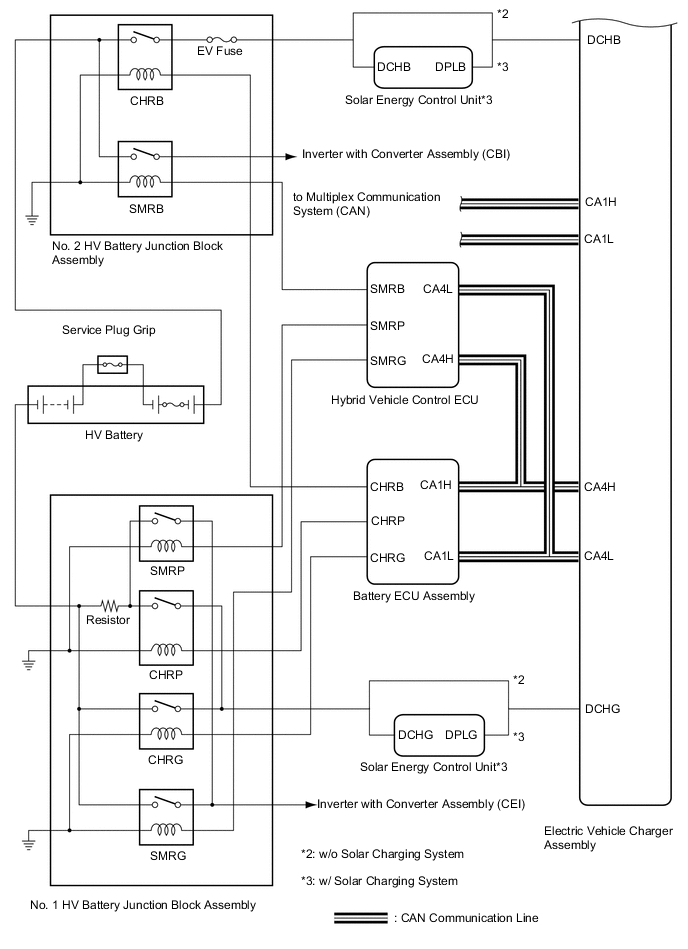 *2
EV Fuse
DCHB
DCHB
DPLB
*3
CHRB
Solar Energy Control Unit*3
Inverter with Converter Assembly (CBI)
SMRB
to Multiplex Communication
System (CAN)
CA1H
CA1L
No. 2 HV Battery Junction Block
Assembly
SMRB
CA4L
Service Plug Grip
SMRP
SMRG
CA4H
Hybrid Vehicle Control ECU
HV Battery
CHRB
CA1H
CA4H
CHRP
CHRG
CA1L
CA4L
SMRP
Battery ECU Assembly
Resistor
CHRP
*2
DCHG
DCHG
DPLG
*3
CHRG
Solar Energy Control Unit*3
Inverter with Converter Assembly (CEI)
Electric Vehicle Charger
Assembly
SMRG
*2: w/o Solar Charging System
*3: w/ Solar Charging System
No. 1 HV Battery Junction Block Assembly
: CAN Communication Line